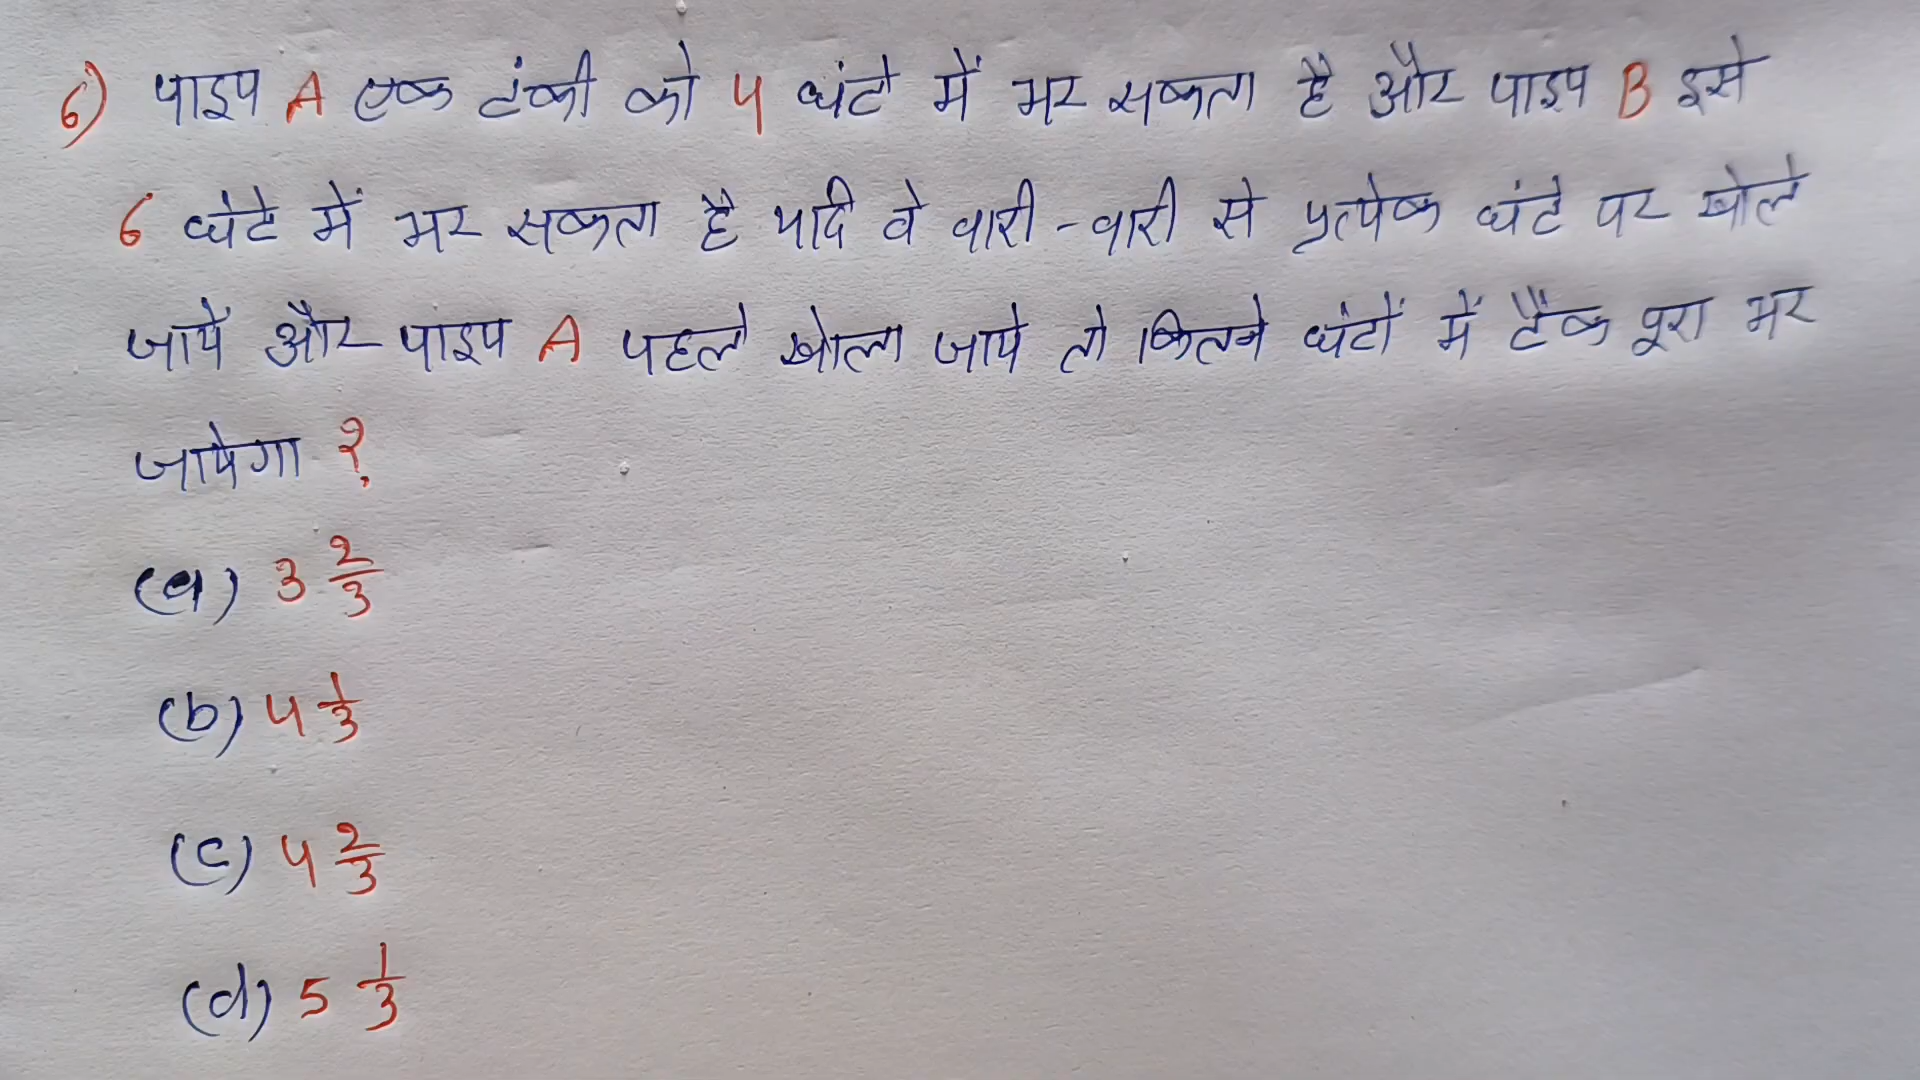 6) पाइप A एक टंकी को 4 घंटे में भर सकता है और पाइप B इसे
6 घंटे में भर सकता है यदि वे वारी-वारी से प्रत्येक घंटे पर खोले
जाये और पाइप A पहले खोला जाये तो कितने घंटों में टैंक पूरा भर
जायेगा ?
(a) 3 2/3
(b) 4 1/3
(c) 4 2/3
(d) 5 1/3